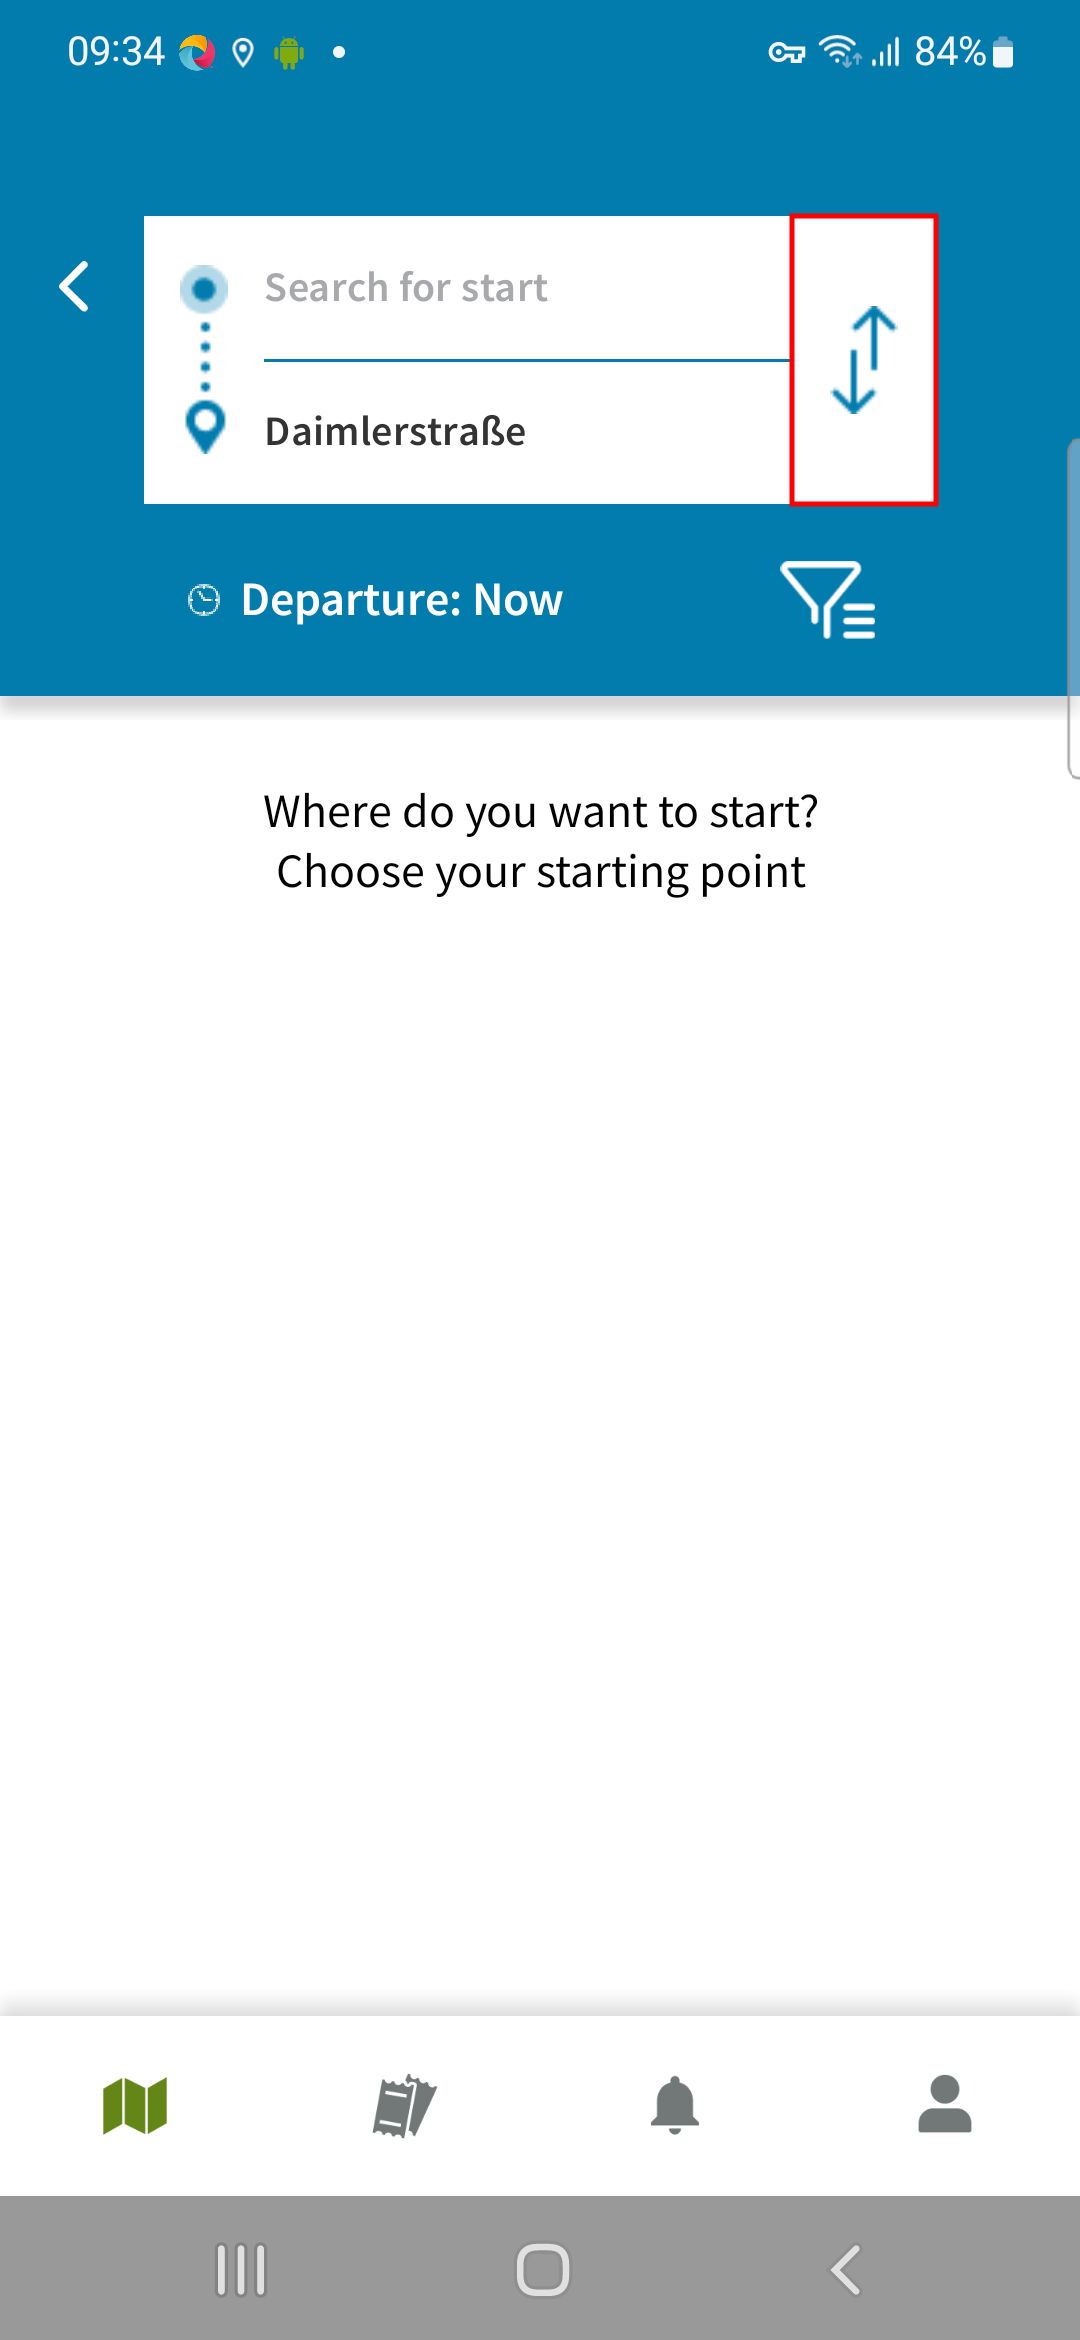 09:34
84%
Search for start
Daimlerstraße
Departure: Now
Where do you want to start?
Choose your starting point